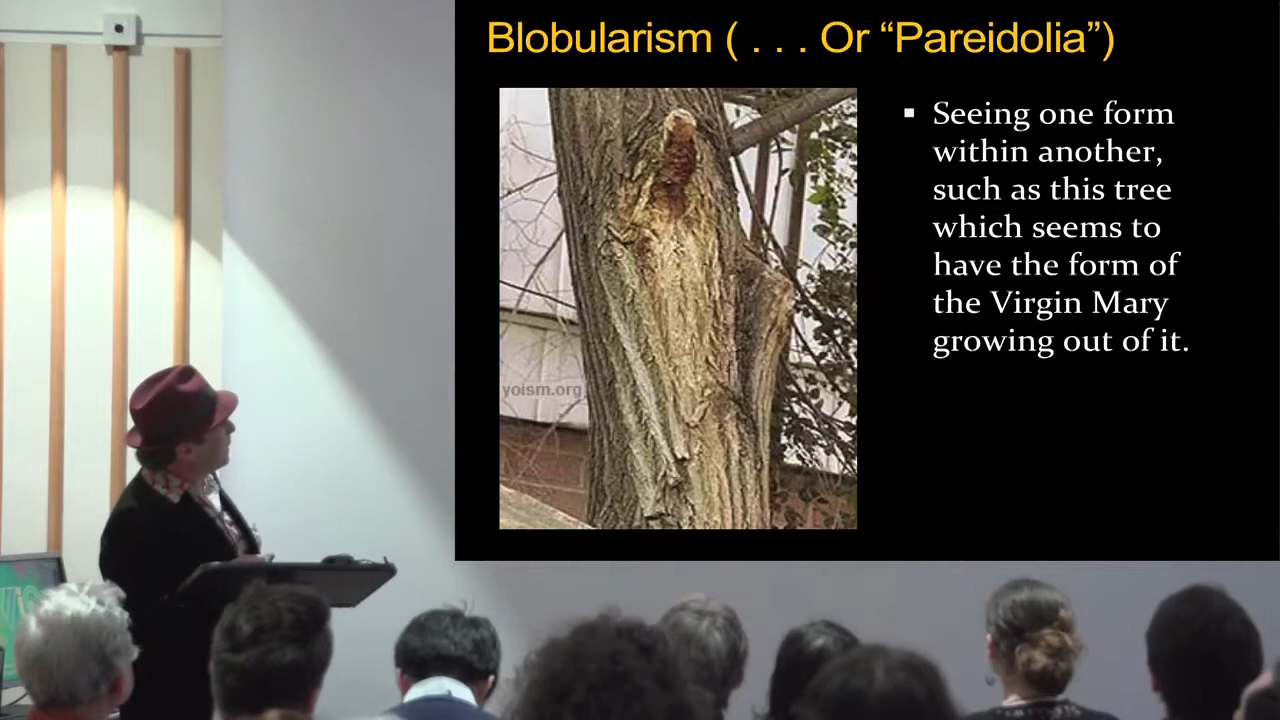 Blobularism ( . . . Or “Pareidolia”)
▪ Seeing one form
within another,
such as this tree
which seems to
have the form of
the Virgin Mary
growing out of it.
yoism.org